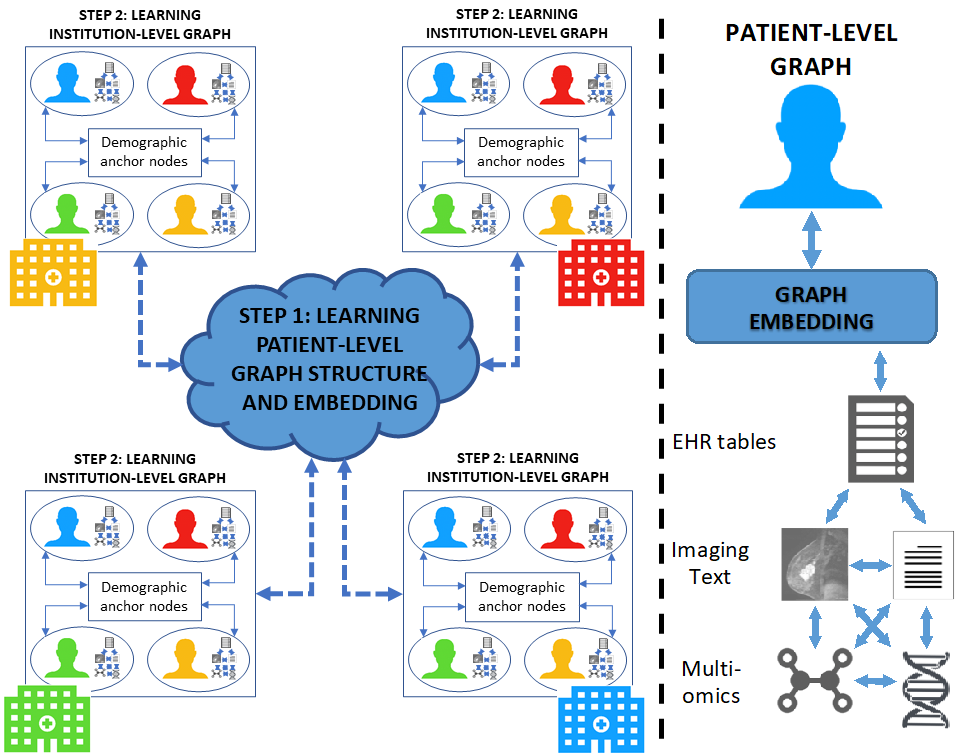 STEP 2: LEARNING
INSTITUTION-LEVEL GRAPH
Demographic
anchor nodes
STEP 2: LEARNING
INSTITUTION-LEVEL GRAPH
Demographic
anchor nodes
STEP 1: LEARNING
PATIENT-LEVEL
GRAPH STRUCTURE
AND EMBEDDING
STEP 2: LEARNING
INSTITUTION-LEVEL GRAPH
Demographic
anchor nodes
STEP 2: LEARNING
INSTITUTION-LEVEL GRAPH
Demographic
anchor nodes
PATIENT-LEVEL
GRAPH
GRAPH
EMBEDDING
EHR tables
Imaging
Text
Multi-
omics